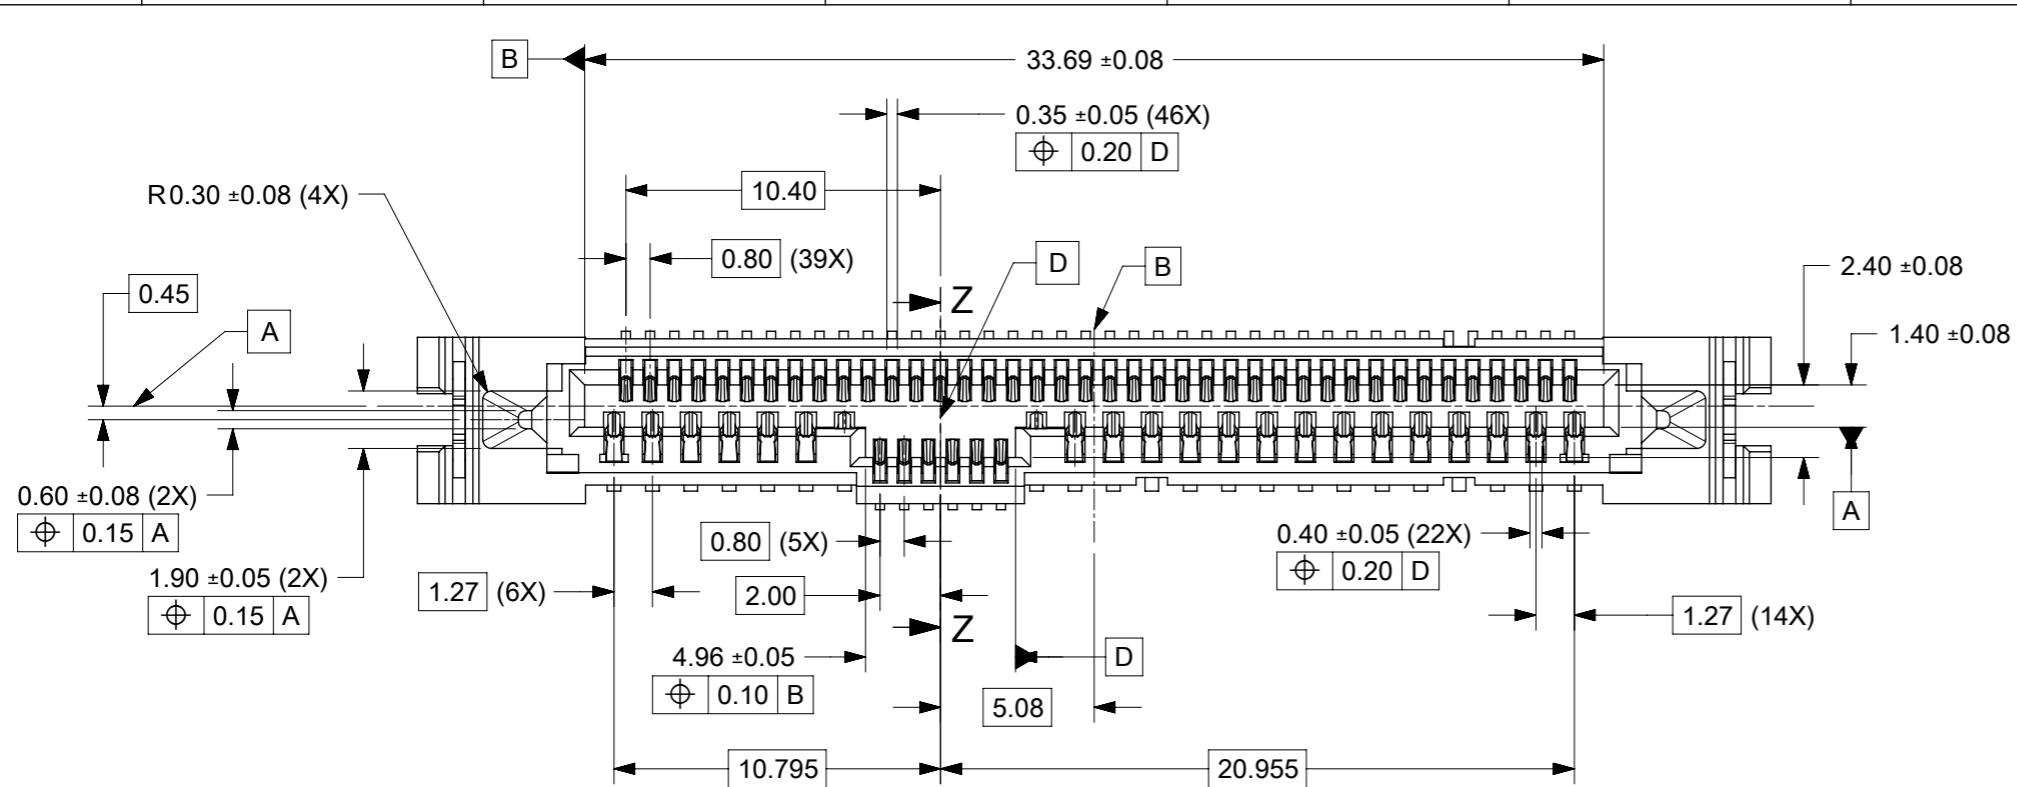 B
33.69 ±0.08
0.35 ±0.05 (46X)
⌖ 0.20 D
10.40
R0.30 ±0.08 (4X)
0.80 (39X)
D
B
2.40 ±0.08
0.45
Z
A
1.40 ±0.08
0.60 ±0.08 (2X)
⌖ 0.15 A
A
0.80 (5X)
0.40 ±0.05 (22X)
⌖ 0.20 D
1.90 ±0.05 (2X)
⌖ 0.15 A
1.27 (6X)
2.00
1.27 (14X)
Z
4.96 ±0.05
⌖ 0.10 B
D
5.08
10.795
20.955